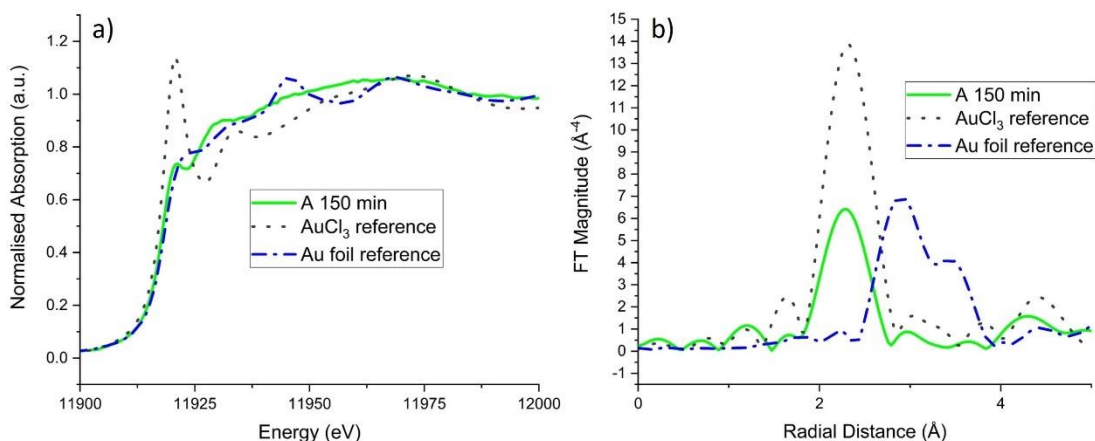 a)
Normalised Absorption (a.u.)
1.2
1.0
0.8
0.6
0.4
0.2
0.0
A 150 min
AuCl₃ reference
Au foil reference
11900
11925
11950
11975
12000
Energy (eV)
b)
FT Magnitude (Å⁻⁴)
15
14
13
12
11
10
9
8
7
6
5
4
3
2
1
0
-1
A 150 min
AuCl₃ reference
Au foil reference
0
2
4
Radial Distance (Å)